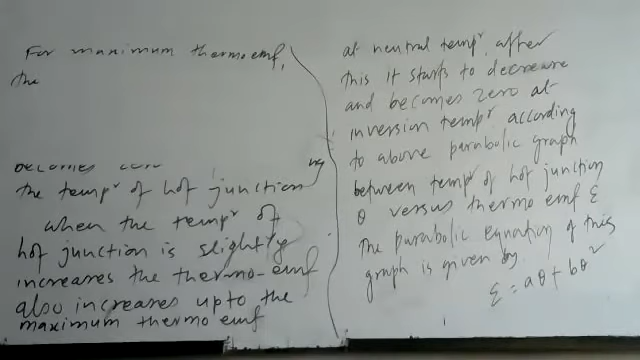 For maximum thermo emf,
the
becomes
the tempr of hot junction
when the tempr of
hot junction is slightly
increases the thermo-emf
also increases upto the
maximum thermo emf
at neutral tempr. after
this it starts to decrease
and becomes zero at
inversion tempr according
to above parabolic graph
between tempr of hot junction
θ versus thermo emf ℰ
The parabolic equation of this
graph is given by
ℰ = aθ + bθ²